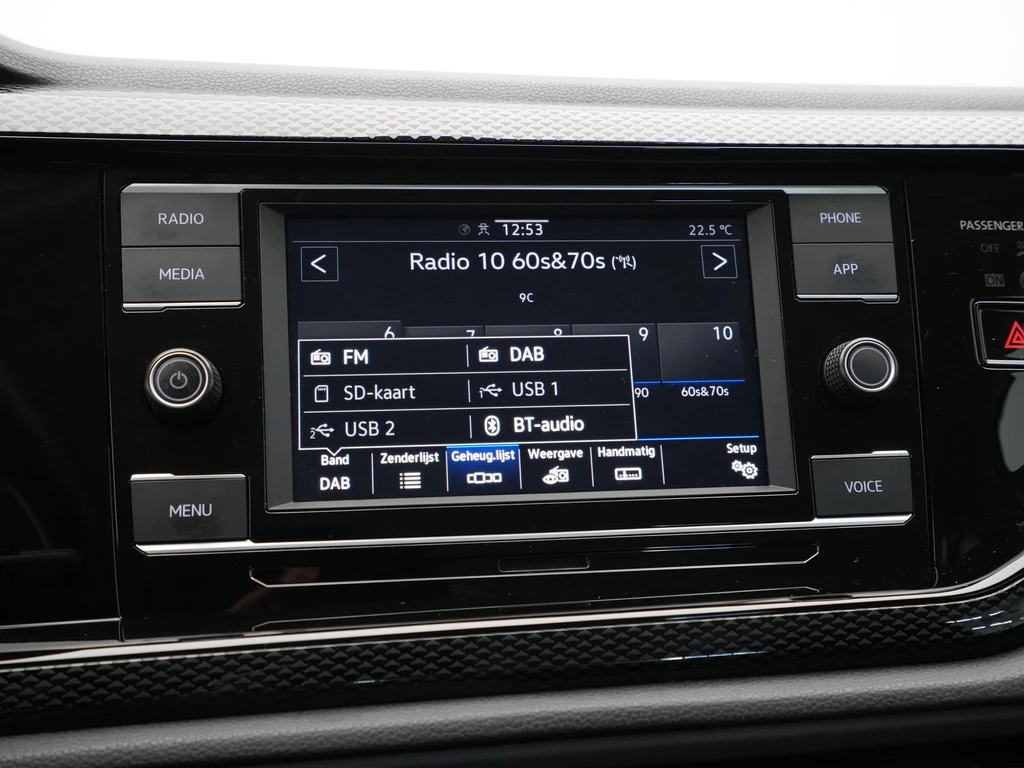 RADIO
MEDIA
MENU
12:53
22.5 °C
< Radio 10 60s&70s >
9C
6 7 8 9 10
90 60s&70s
FM DAB
SD-kaart 1 USB 1
2 USB 2 BT-audio
Band Zenderlijst Geheug.lijst Weergave Handmatig Setup
DAB
PHONE
APP
VOICE
PASSENGER
OFF
ON